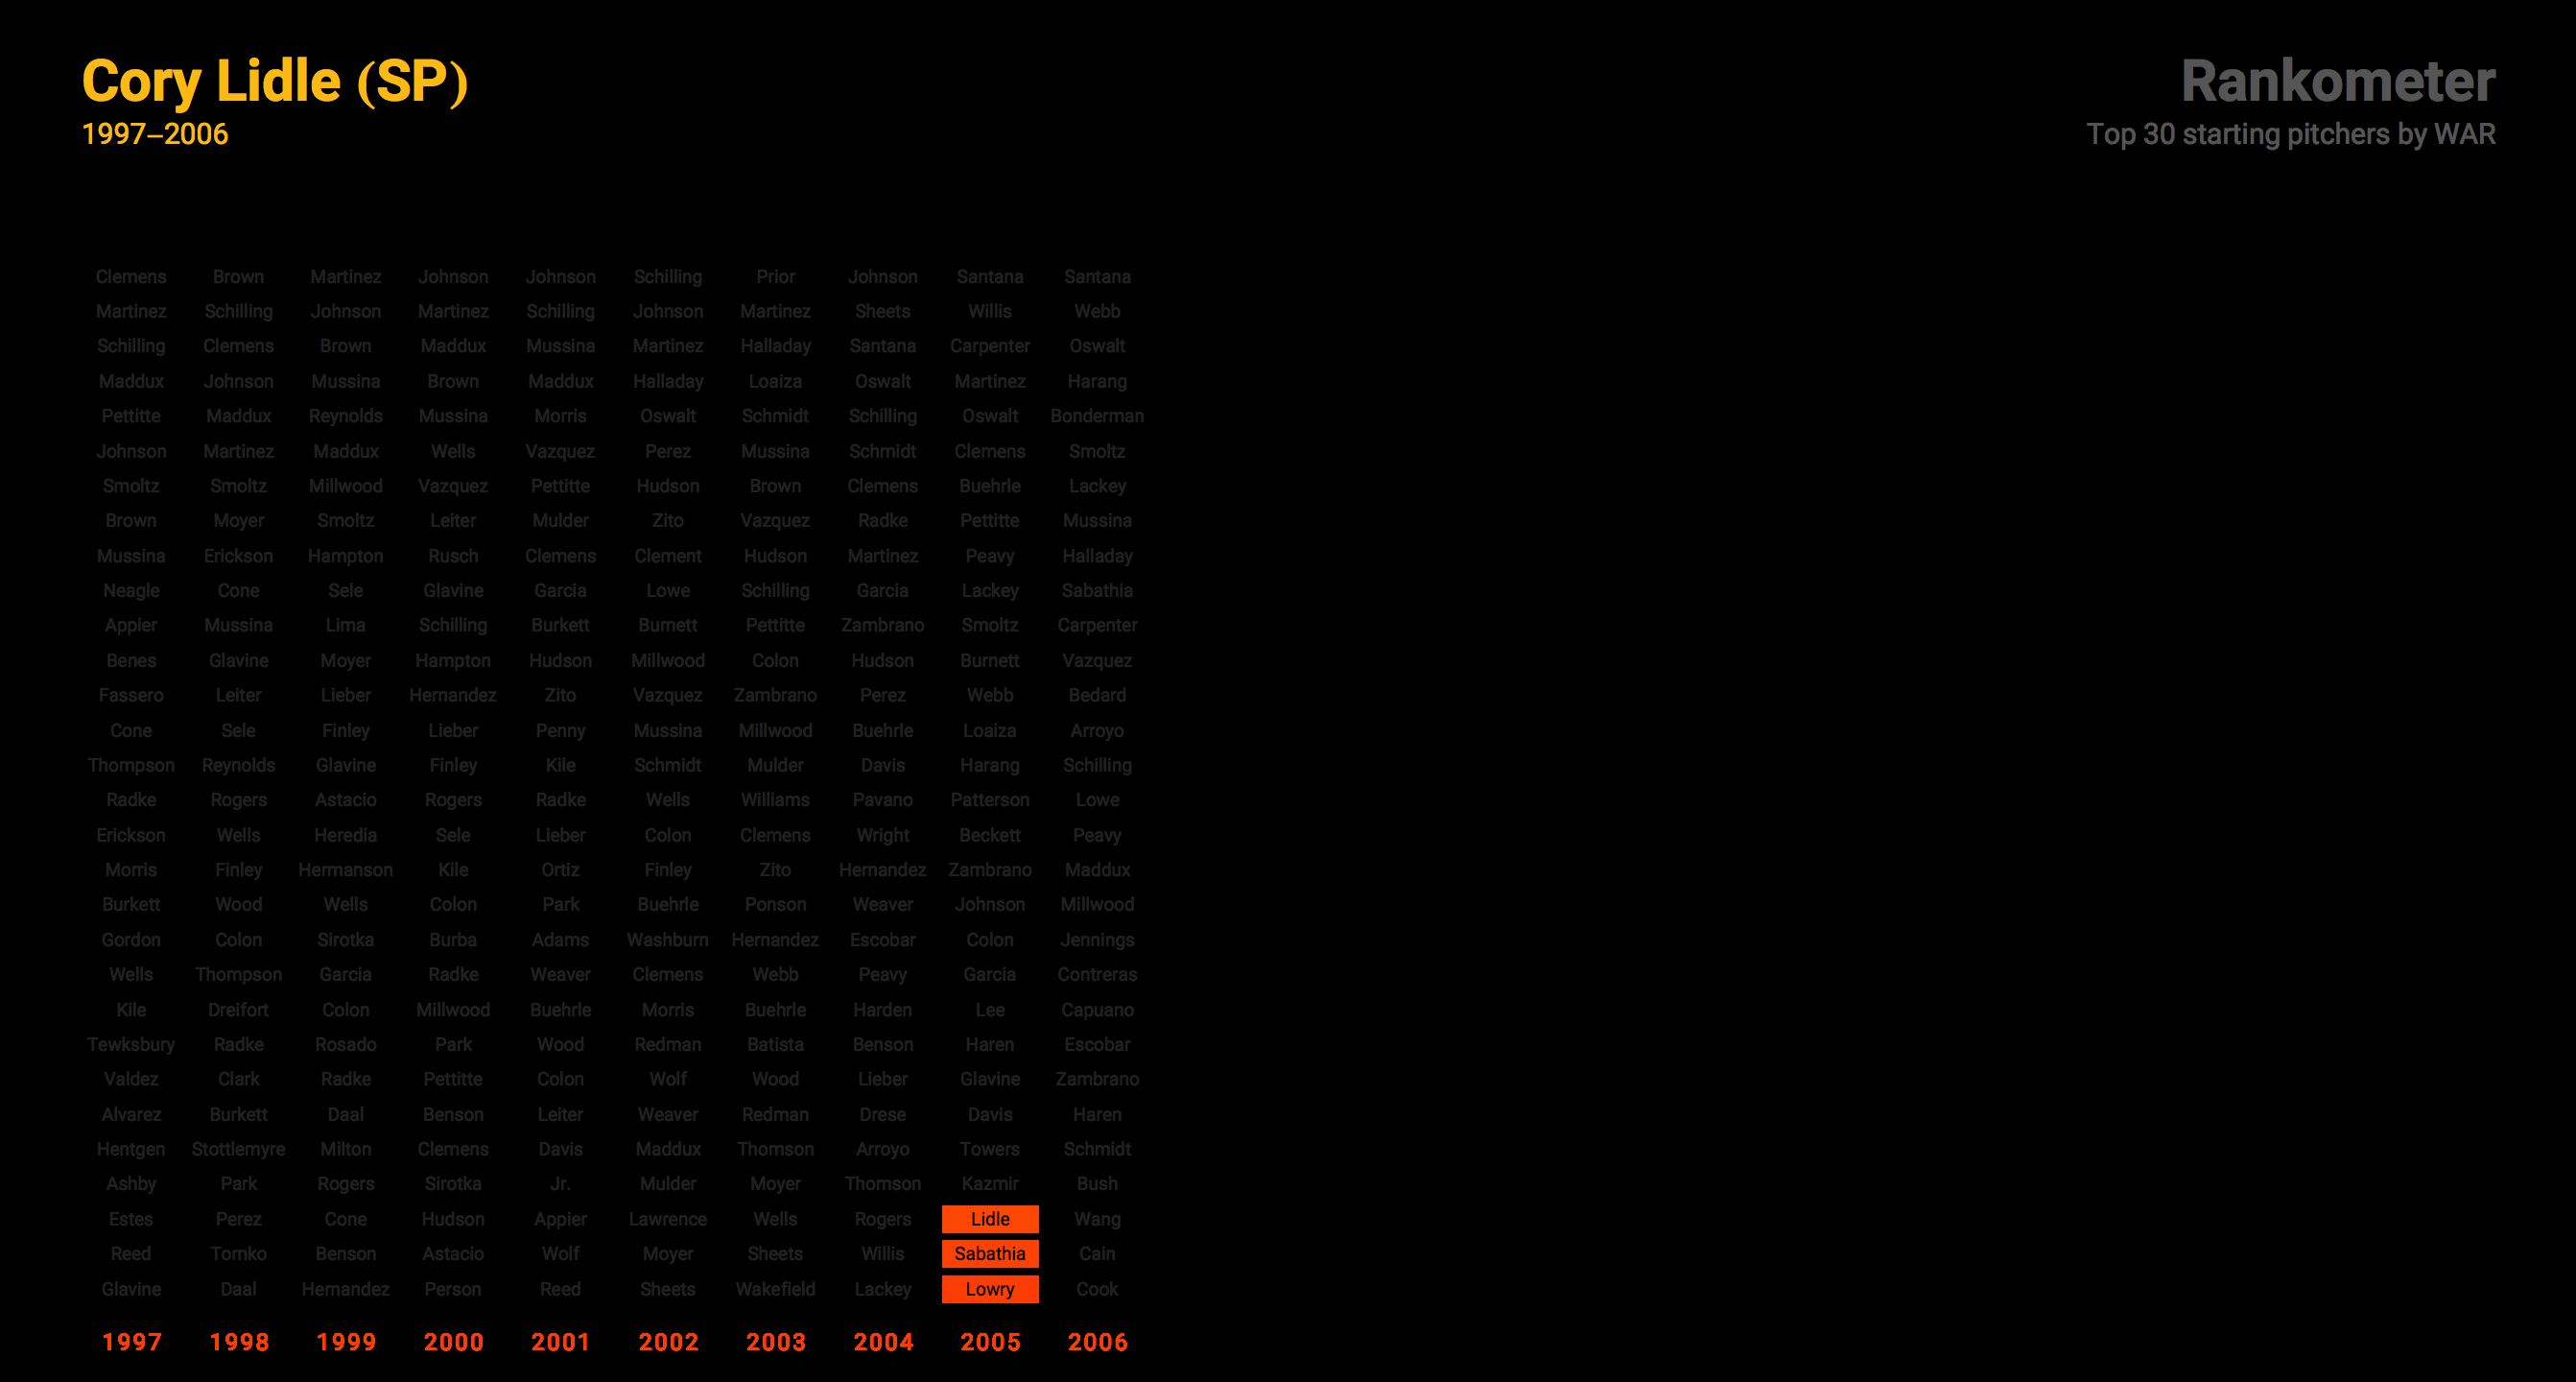 Cory Lidle (SP)
1997–2006
Rankometer
Top 30 starting pitchers by WAR
Clemens Brown Martinez Johnson Johnson Schilling Prior Johnson Santana Santana
Martinez Schilling Johnson Martinez Schilling Johnson Martinez Sheets Willis Webb
Schilling Clemens Brown Maddux Mussina Martinez Halladay Santana Carpenter Oswalt
Maddux Johnson Mussina Brown Maddux Halladay Loaiza Oswalt Martinez Harang
Pettitte Maddux Reynolds Mussina Morris Oswalt Schmidt Schilling Oswalt Bonderman
Johnson Martinez Maddux Wells Vazquez Perez Mussina Schmidt Clemens Smoltz
Smoltz Smoltz Millwood Vazquez Pettitte Hudson Brown Clemens Buehrle Lackey
Brown Moyer Smoltz Leiter Mulder Zito Vazquez Radke Pettitte Mussina
Mussina Erickson Hampton Rusch Clemens Clement Hudson Martinez Peavy Halladay
Neagle Cone Sele Glavine Garcia Lowe Schilling Garcia Lackey Sabathia
Appier Mussina Lima Schilling Burkett Burnett Pettitte Zambrano Smoltz Carpenter
Benes Glavine Moyer Hampton Hudson Millwood Colon Hudson Burnett Vazquez
Fassero Leiter Lieber Hernandez Zito Vazquez Zambrano Perez Webb Bedard
Cone Sele Finley Lieber Penny Mussina Millwood Buehrle Loaiza Arroyo
Thompson Reynolds Glavine Finley Kile Schmidt Mulder Davis Harang Schilling
Radke Rogers Astacio Rogers Radke Wells Williams Pavano Patterson Lowe
Erickson Wells Heredia Sele Lieber Colon Clemens Wright Beckett Peavy
Morris Finley Hermanson Kile Ortiz Finley Zito Hernandez Zambrano Maddux
Burkett Wood Wells Colon Park Buehrle Ponson Weaver Johnson Millwood
Gordon Colon Sirotka Burba Adams Washburn Hernandez Escobar Colon Jennings
Wells Thompson Garcia Radke Weaver Clemens Webb Peavy Garcia Contreras
Kile Dreifort Colon Millwood Buehrle Morris Buehrle Harden Lee Capuano
Tewksbury Radke Rosado Park Wood Redman Batista Benson Haren Escobar
Valdez Clark Radke Pettitte Colon Wolf Wood Lieber Glavine Zambrano
Alvarez Burkett Daal Benson Leiter Weaver Redman Drese Davis Haren
Hentgen Stottlemyre Milton Clemens Davis Maddux Thomson Arroyo Towers Schmidt
Ashby Park Rogers Sirotka Jr. Mulder Moyer Thomson Kazmir Bush
Estes Perez Cone Hudson Appier Lawrence Wells Rogers Lidle Wang
Reed Tomko Benson Astacio Wolf Moyer Sheets Willis Sabathia Cain
Glavine Daal Hernandez Person Reed Sheets Wakefield Lackey Lowry Cook
1997 1998 1999 2000 2001 2002 2003 2004 2005 2006